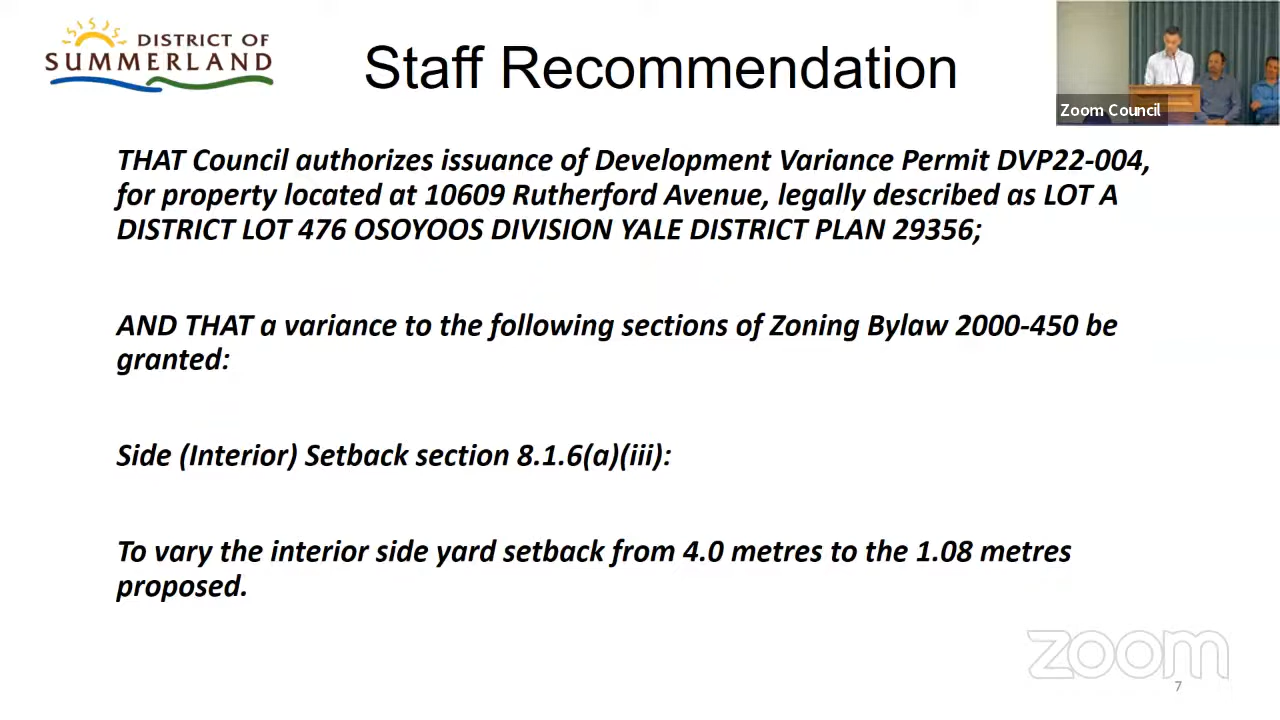 DISTRICT OF
SUMMERLAND
Staff Recommendation
Zoom Council
THAT Council authorizes issuance of Development Variance Permit DVP22-004,
for property located at 10609 Rutherford Avenue, legally described as LOT A
DISTRICT LOT 476 OSOYOOS DIVISION YALE DISTRICT PLAN 29356;
AND THAT a variance to the following sections of Zoning Bylaw 2000-450 be
granted:
Side (Interior) Setback section 8.1.6(a)(iii):
To vary the interior side yard setback from 4.0 metres to the 1.08 metres
proposed.
zoom
7